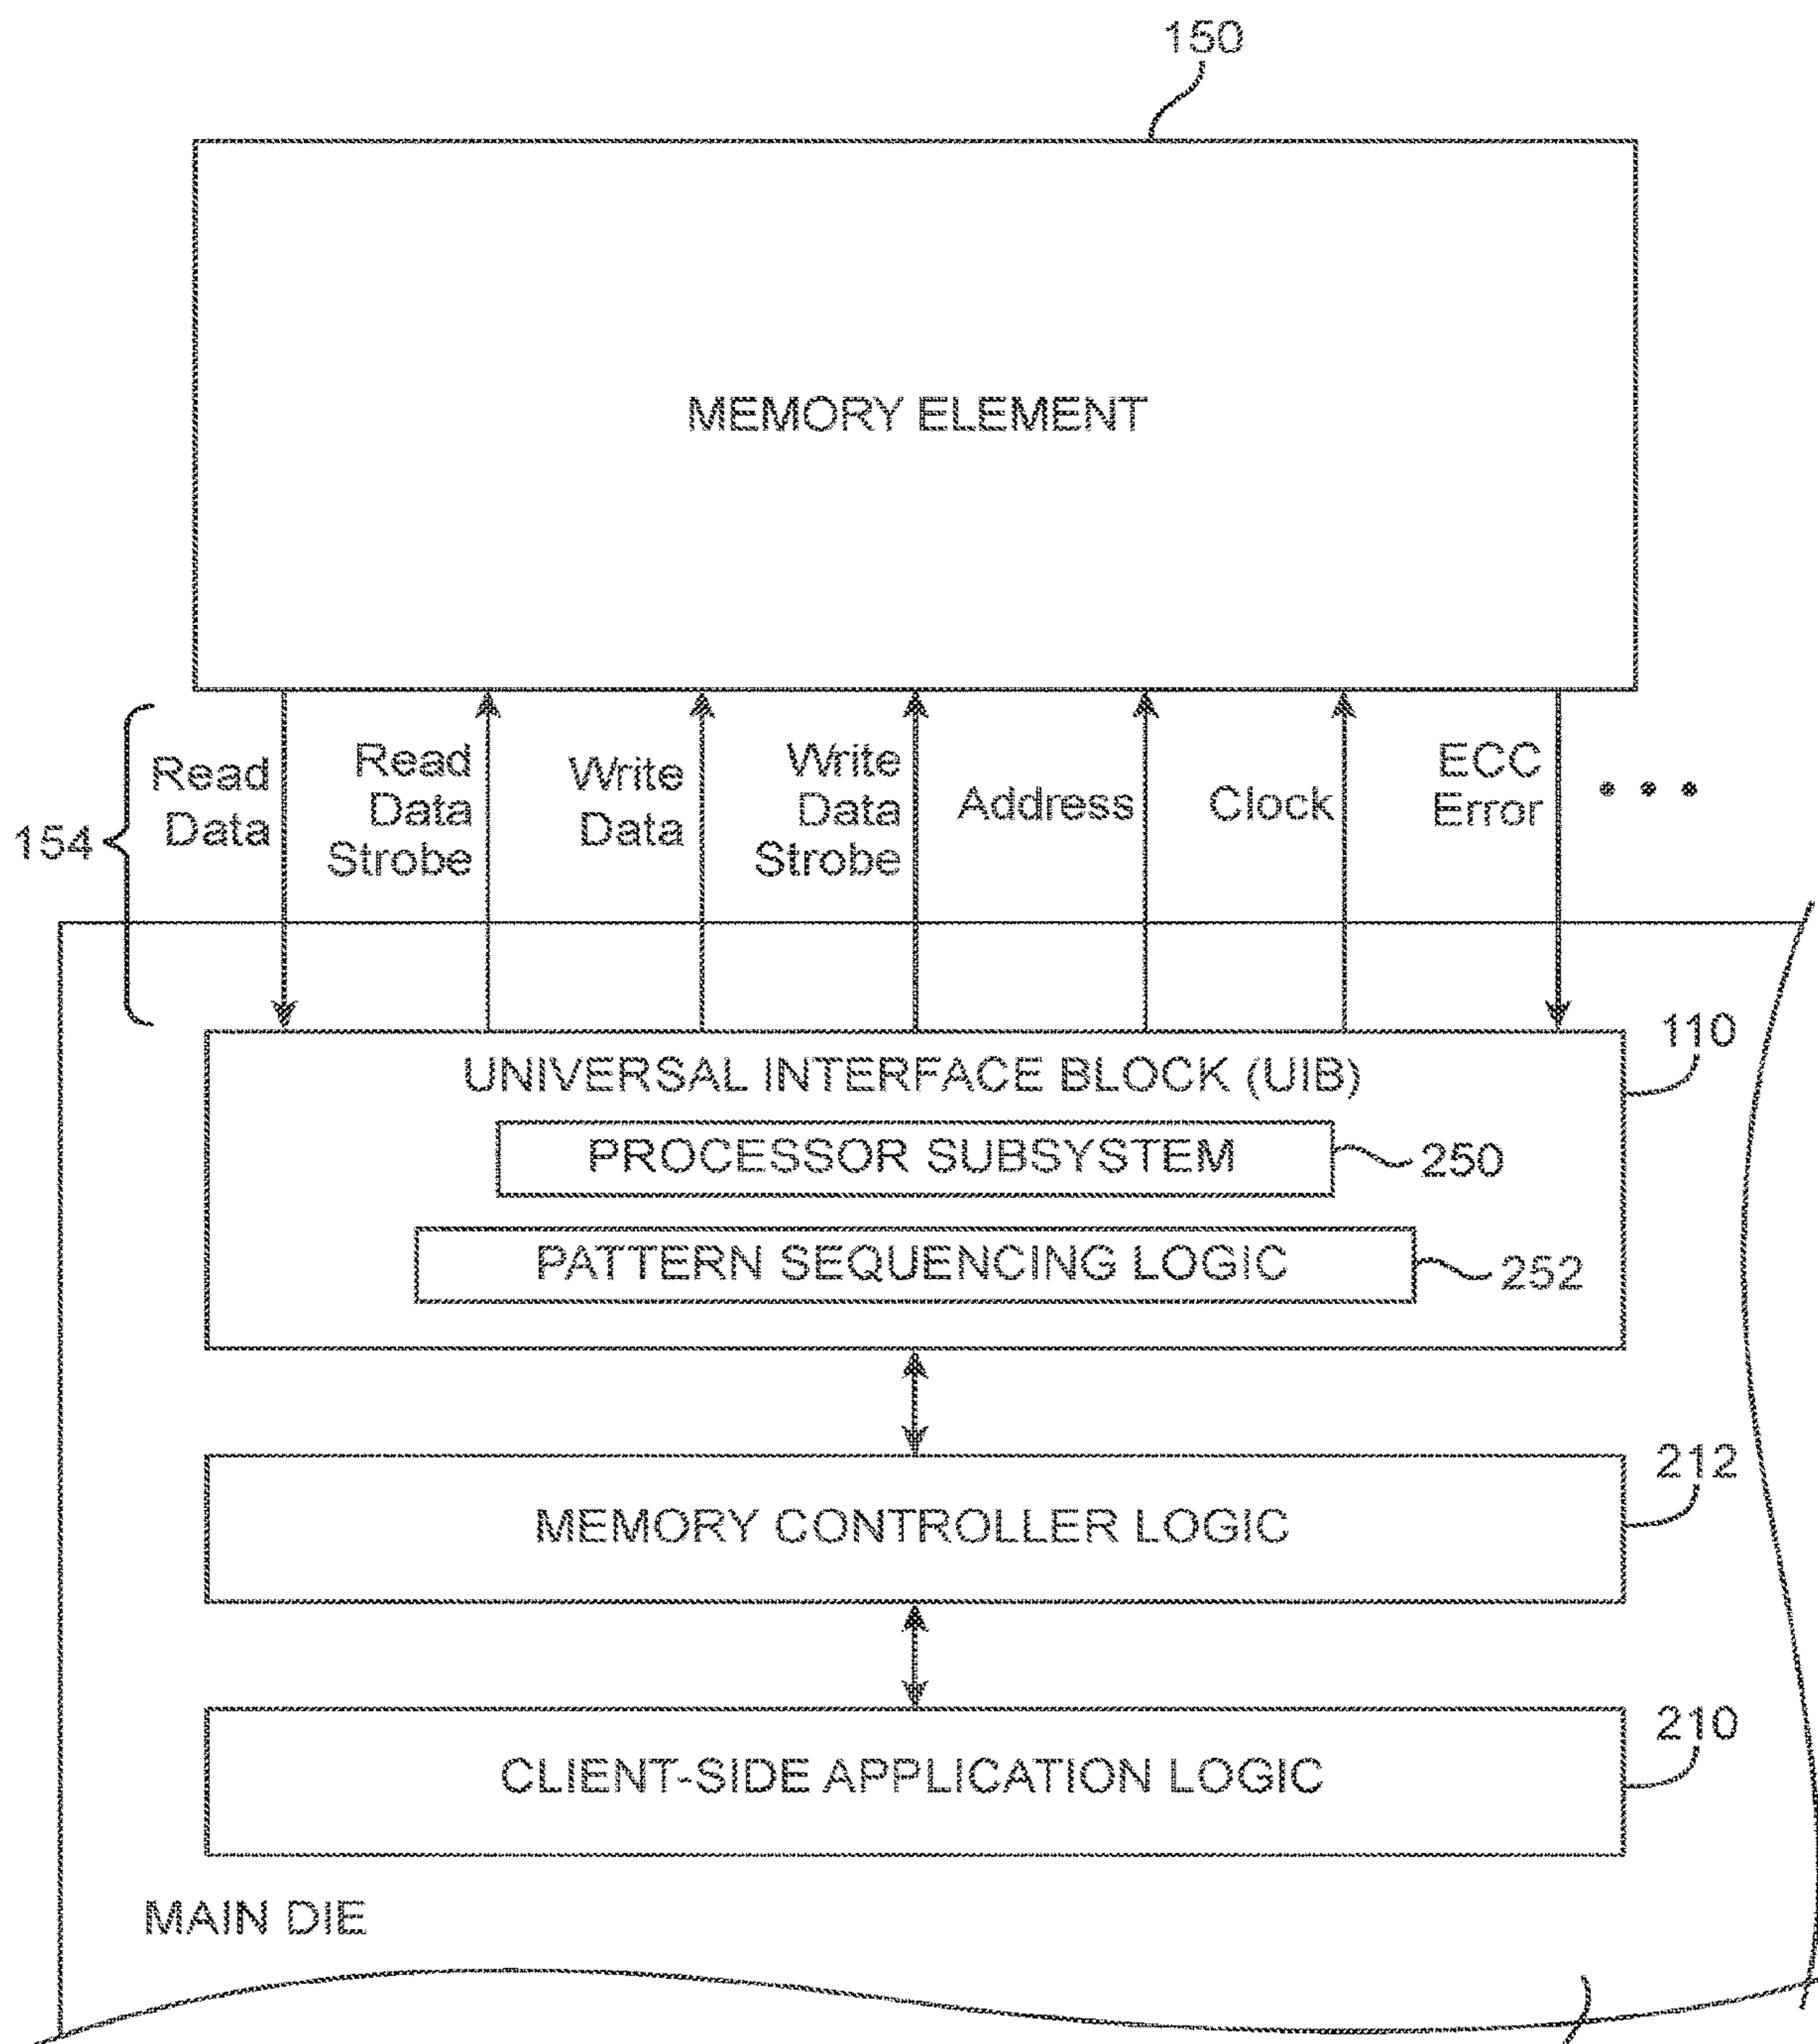 150
MEMORY ELEMENT
154
Read
Data
Read
Data
Strobe
Write
Data
Write
Data
Strobe
Address
Clock
ECC
Error
110
UNIVERSAL INTERFACE BLOCK (UIB)
PROCESSOR SUBSYSTEM
250
PATTERN SEQUENCING LOGIC
252
212
MEMORY CONTROLLER LOGIC
210
CLIENT-SIDE APPLICATION LOGIC
MAIN DIE